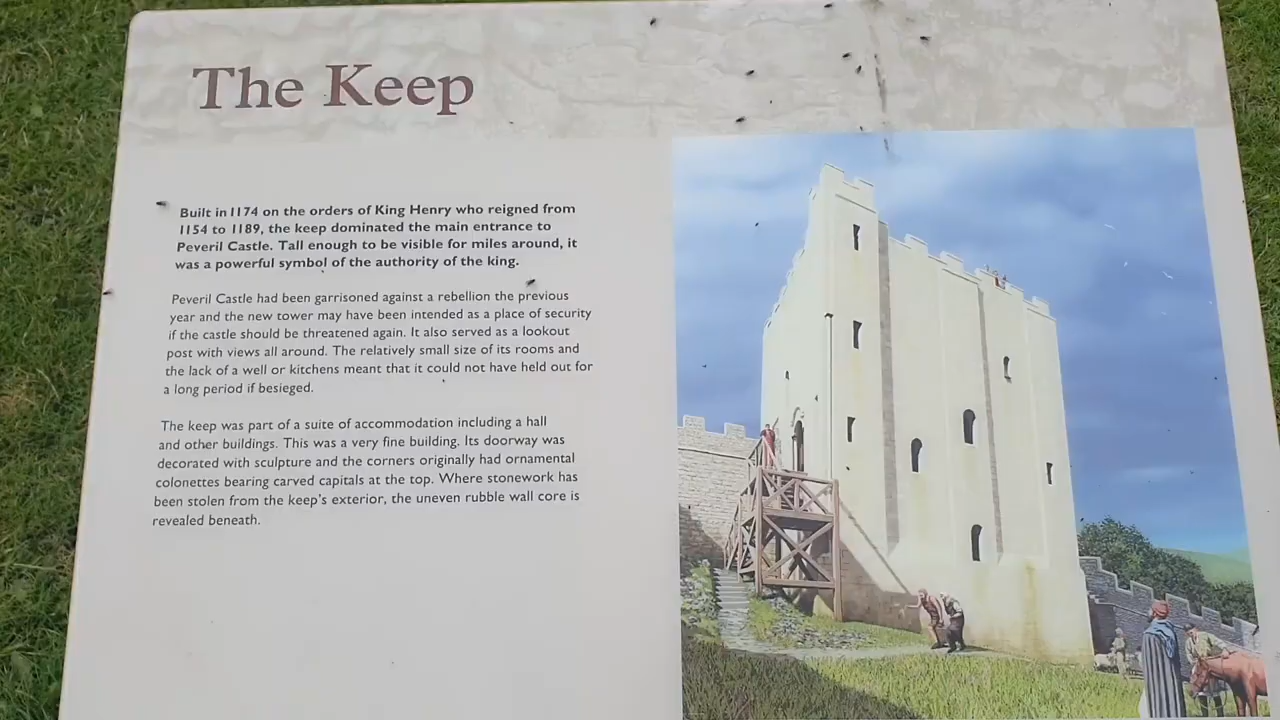 The Keep
Built in 1174 on the orders of King Henry who reigned from
1154 to 1189, the keep dominated the main entrance to
Peveril Castle. Tall enough to be visible for miles around, it
was a powerful symbol of the authority of the king.
Peveril Castle had been garrisoned against a rebellion the previous
year and the new tower may have been intended as a place of security
if the castle should be threatened again. It also served as a lookout
post with views all around. The relatively small size of its rooms and
the lack of a well or kitchens meant that it could not have held out for
a long period if besieged.
The keep was part of a suite of accommodation including a hall
and other buildings. This was a very fine building. Its doorway was
decorated with sculpture and the corners originally had ornamental
colonettes bearing carved capitals at the top. Where stonework has
been stolen from the keep's exterior, the uneven rubble wall core is
revealed beneath.